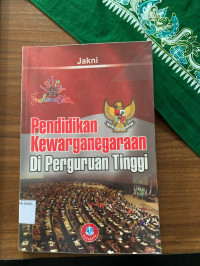 Jakni
Pendidikan
Kewarganegaraan
Di Perguruan Tinggi